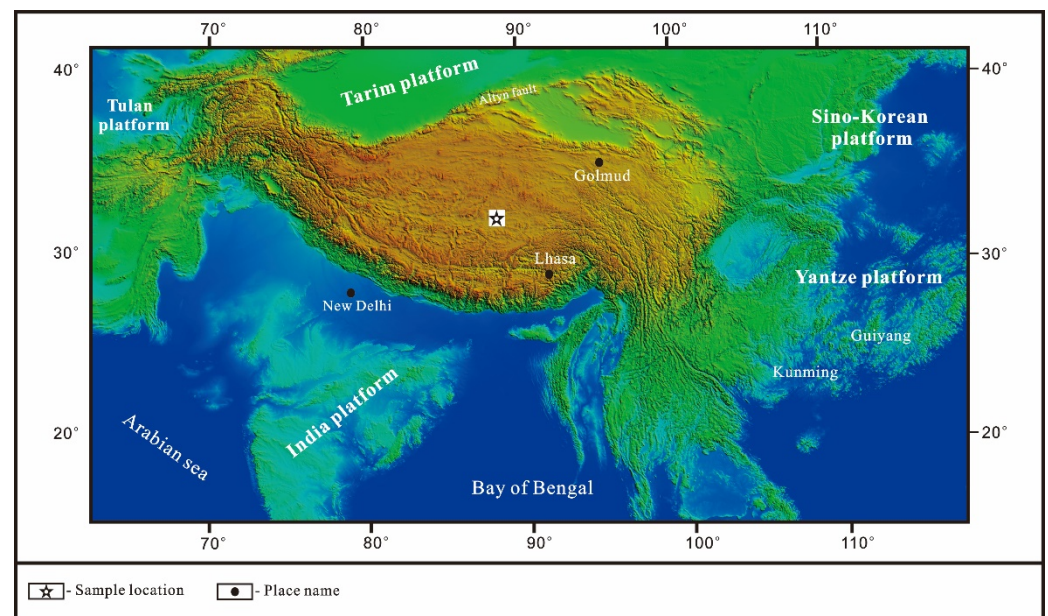 70° 80° 90° 100° 110°
40° 40°
Tarim platform
Altyn fault
Tulan
platform
Sino-Korean
platform
Golmud
30° 30°
Lhasa
Yantze platform
New Delhi
Guiyang
Kunming
India platform
20° 20°
Arabian sea
Bay of Bengal
70° 80° 90° 100° 110°
- Sample location - Place name